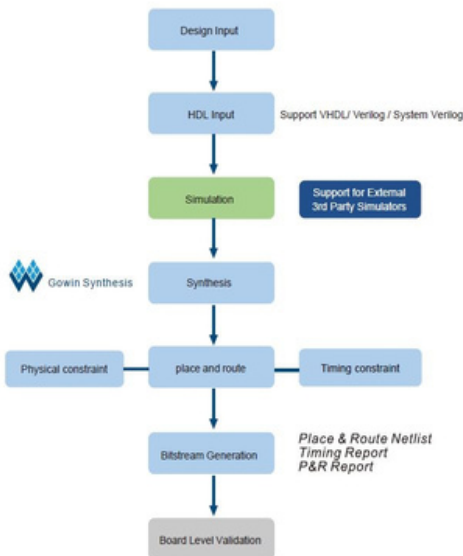 Design Input
HDL Input
Support VHDL/ Verilog / System Verilog
Simulation
Support for External
3rd Party Simulators
Gowin Synthesis
Synthesis
Physical constraint
place and route
Timing constraint
Bitstream Generation
Place & Route Netlist
Timing Report
P&R Report
Board Level Validation